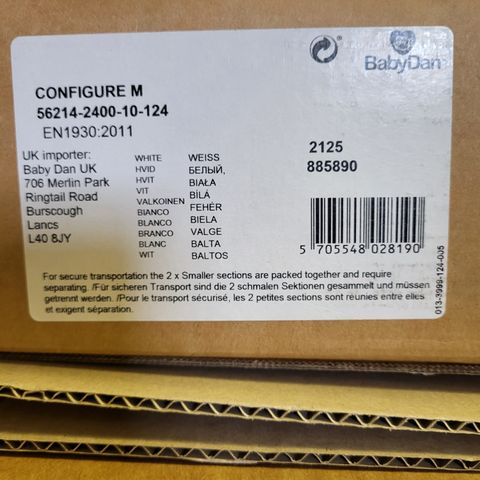 BabyDan
CONFIGURE M
56214-2400-10-124
EN1930:2011
2125
885890
UK importer:
Baby Dan UK
706 Merlin Park
Ringtail Road
Burscough
Lancs
L40 8JY
WHITE
HVID
HVIT
VIT
VALKOINEN
BIANCO
BLANCO
BRANCO
BLANC
WIT
WEISS
БЕЛЫЙ,
BIAŁA
BÍLÁ
FEHÉR
BIELA
VALGE
BALTA
BALTOS
5 705548 028190
For secure transportation the 2 x Smaller sections are packed together and require
separating. /Für sicheren Transport sind die 2 schmalen Sektionen gesammelt und müssen
getrennt werden. /Pour le transport sécurisé, les 2 petites sections sont réunies entre elles
et exigent séparation.
013-3999-124-005